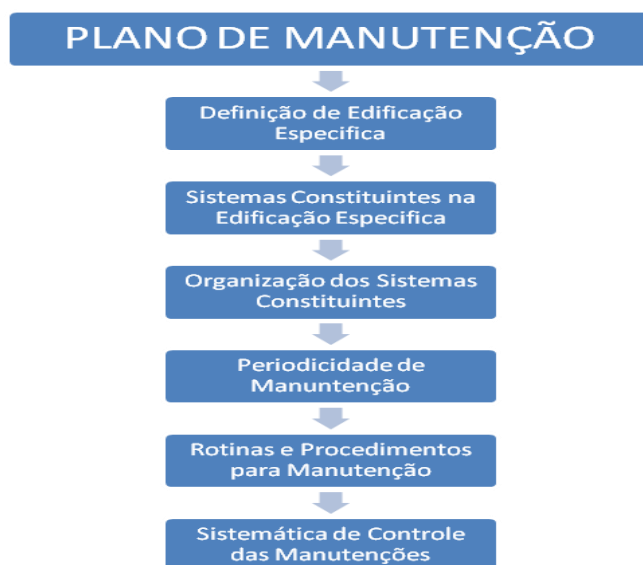 PLANO DE MANUTENÇÃO
Definição de Edificação
Especifica
Sistemas Constituintes na
Edificação Especifica
Organização dos Sistemas
Constituintes
Periodicidade de
Manuntenção
Rotinas e Procedimentos
para Manutenção
Sistemática de Controle
das Manutenções